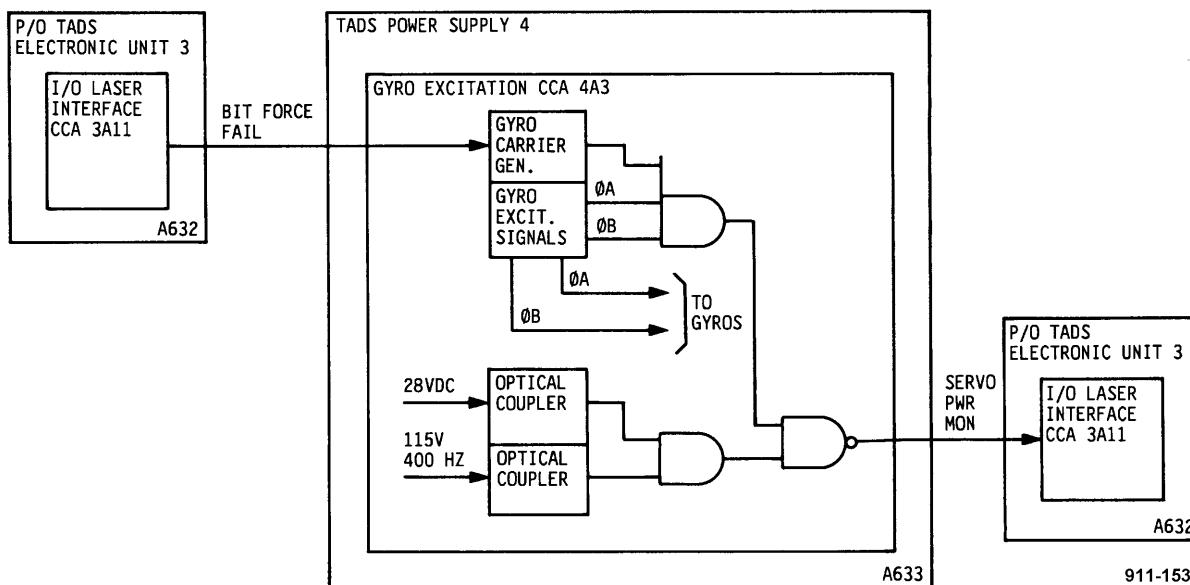 P/O TADS
ELECTRONIC UNIT 3
I/O LASER
INTERFACE
CCA 3A11
A632
BIT FORCE
FAIL
TADS POWER SUPPLY 4
GYRO EXCITATION CCA 4A3
GYRO
CARRIER
GEN.
GYRO
EXCIT.
SIGNALS
ØA
ØB
ØA
ØB
TO
GYROS
28VDC
OPTICAL
COUPLER
115V
400 HZ
OPTICAL
COUPLER
A633
SERVO
PWR
MON
P/O TADS
ELECTRONIC UNIT 3
I/O LASER
INTERFACE
CCA 3A11
A632
911-153